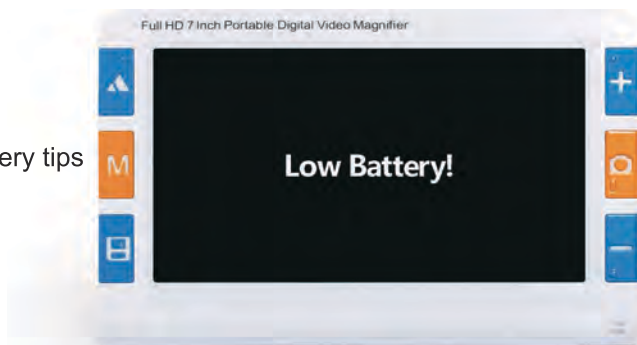 Full HD 7 Inch Portable Digital Video Magnifier
ery tips
M
Low Battery!